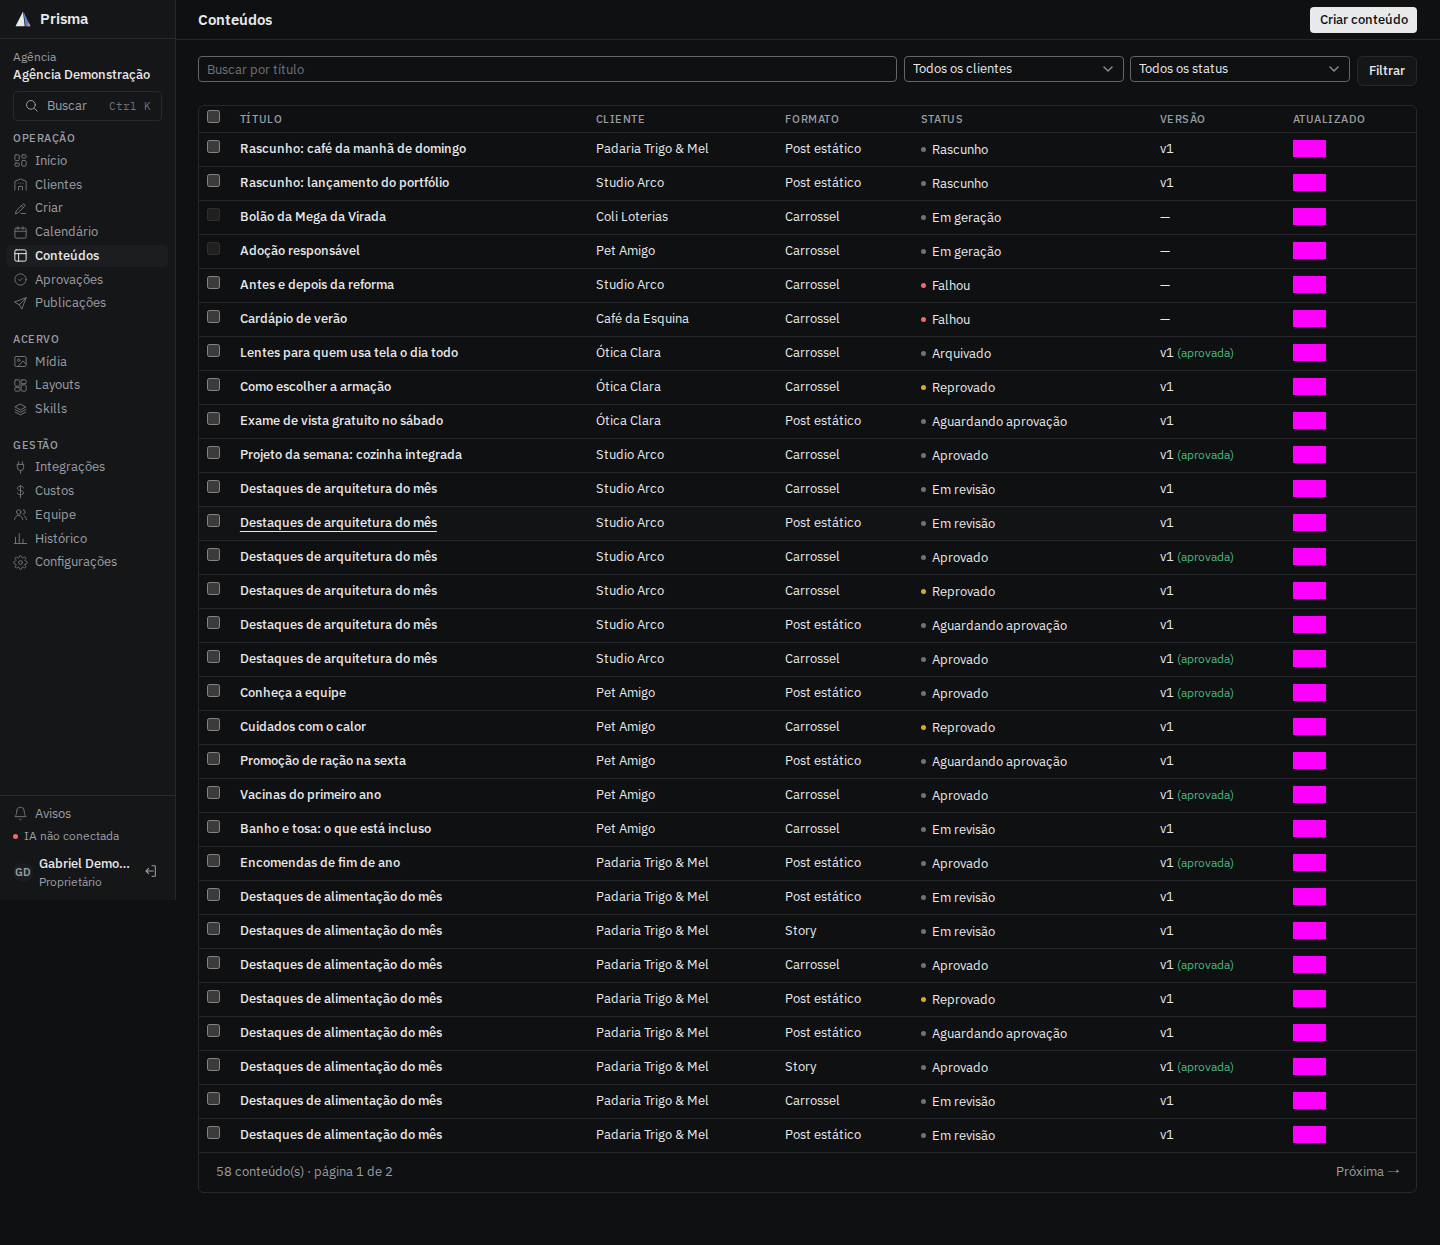 Prisma
Agência
Agência Demonstração
Buscar Ctrl K
OPERAÇÃO
Início
Clientes
Criar
Calendário
Conteúdos
Aprovações
Publicações
ACERVO
Mídia
Layouts
Skills
GESTÃO
Integrações
Custos
Equipe
Histórico
Configurações
Avisos
IA não conectada
GD Gabriel Demo...
Proprietário
Conteúdos Criar conteúdo
Buscar por título Todos os clientes Todos os status Filtrar
TÍTULO CLIENTE FORMATO STATUS VERSÃO ATUALIZADO
Rascunho: café da manhã de domingo Padaria Trigo & Mel Post estático Rascunho v1
Rascunho: lançamento do portfólio Studio Arco Post estático Rascunho v1
Bolão da Mega da Virada Coli Loterias Carrossel Em geração —
Adoção responsável Pet Amigo Carrossel Em geração —
Antes e depois da reforma Studio Arco Carrossel Falhou —
Cardápio de verão Café da Esquina Carrossel Falhou —
Lentes para quem usa tela o dia todo Ótica Clara Carrossel Arquivado v1 (aprovada)
Como escolher a armação Ótica Clara Carrossel Reprovado v1
Exame de vista gratuito no sábado Ótica Clara Post estático Aguardando aprovação v1
Projeto da semana: cozinha integrada Studio Arco Carrossel Aprovado v1 (aprovada)
Destaques de arquitetura do mês Studio Arco Carrossel Em revisão v1
Destaques de arquitetura do mês Studio Arco Post estático Em revisão v1
Destaques de arquitetura do mês Studio Arco Carrossel Aprovado v1 (aprovada)
Destaques de arquitetura do mês Studio Arco Carrossel Reprovado v1
Destaques de arquitetura do mês Studio Arco Post estático Aguardando aprovação v1
Destaques de arquitetura do mês Studio Arco Carrossel Aprovado v1 (aprovada)
Conheça a equipe Pet Amigo Post estático Aprovado v1 (aprovada)
Cuidados com o calor Pet Amigo Carrossel Reprovado v1
Promoção de ração na sexta Pet Amigo Post estático Aguardando aprovação v1
Vacinas do primeiro ano Pet Amigo Carrossel Aprovado v1 (aprovada)
Banho e tosa: o que está incluso Pet Amigo Carrossel Em revisão v1
Encomendas de fim de ano Padaria Trigo & Mel Post estático Aprovado v1 (aprovada)
Destaques de alimentação do mês Padaria Trigo & Mel Post estático Em revisão v1
Destaques de alimentação do mês Padaria Trigo & Mel Story Em revisão v1
Destaques de alimentação do mês Padaria Trigo & Mel Carrossel Aprovado v1 (aprovada)
Destaques de alimentação do mês Padaria Trigo & Mel Post estático Reprovado v1
Destaques de alimentação do mês Padaria Trigo & Mel Post estático Aguardando aprovação v1
Destaques de alimentação do mês Padaria Trigo & Mel Story Aprovado v1 (aprovada)
Destaques de alimentação do mês Padaria Trigo & Mel Carrossel Em revisão v1
Destaques de alimentação do mês Padaria Trigo & Mel Post estático Em revisão v1
58 conteúdo(s) · página 1 de 2 Próxima →